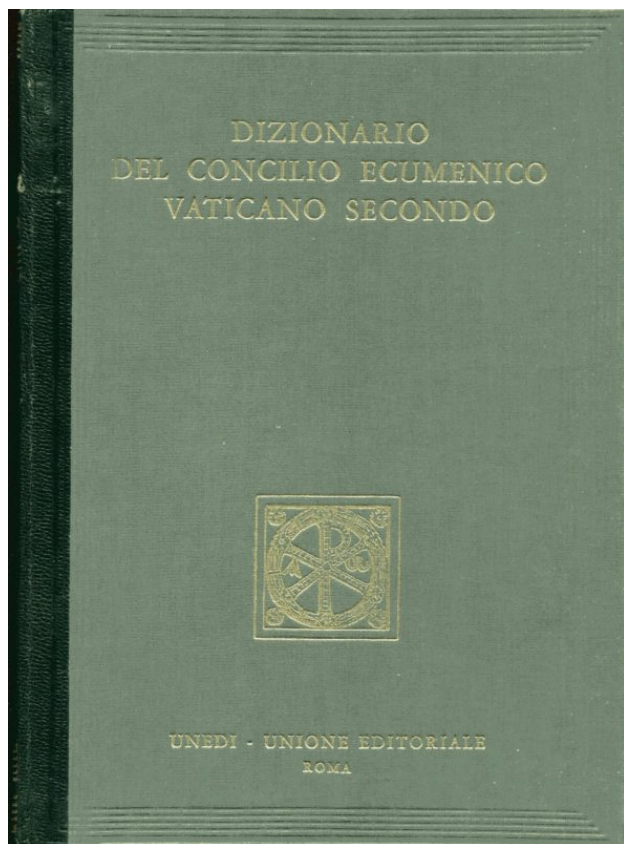 DIZIONARIO
DEL CONCILIO ECUMENICO
VATICANO SECONDO
A ω
UNEDI - UNIONE EDITORIALE
ROMA